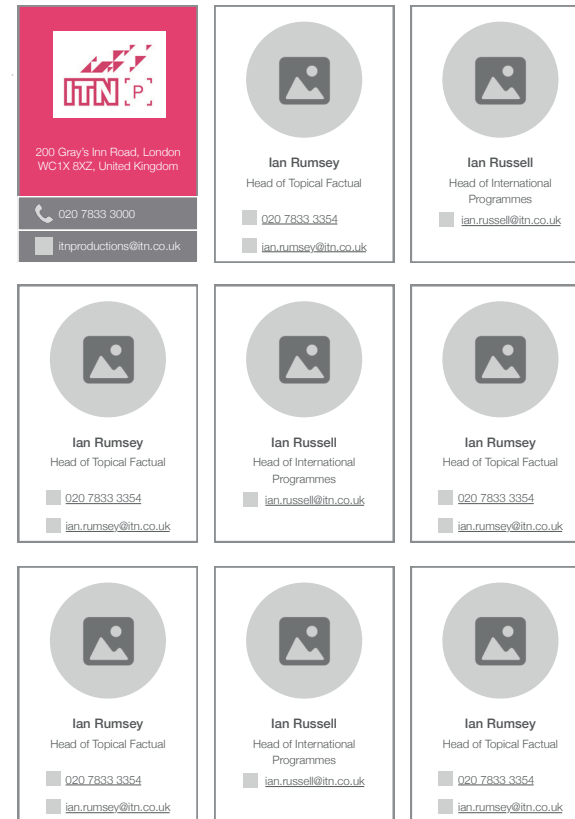 ITN [P]
200 Gray's Inn Road, London
WC1X 8XZ, United Kingdom
020 7833 3000
itnproductions@itn.co.uk
Ian Rumsey
Head of Topical Factual
020 7833 3354
ian.rumsey@itn.co.uk
Ian Russell
Head of International
Programmes
ian.russell@itn.co.uk
Ian Rumsey
Head of Topical Factual
020 7833 3354
ian.rumsey@itn.co.uk
Ian Russell
Head of International
Programmes
ian.russell@itn.co.uk
Ian Rumsey
Head of Topical Factual
020 7833 3354
ian.rumsey@itn.co.uk
Ian Rumsey
Head of Topical Factual
020 7833 3354
ian.rumsey@itn.co.uk
Ian Russell
Head of International
Programmes
ian.russell@itn.co.uk
Ian Rumsey
Head of Topical Factual
020 7833 3354
ian.rumsey@itn.co.uk